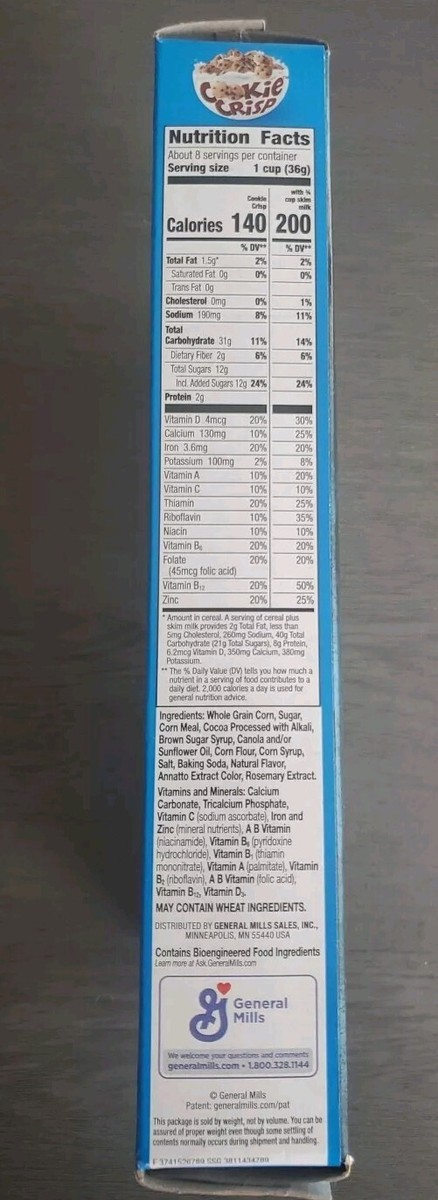 Cookie
CRISP
Nutrition Facts
About 8 servings per container
Serving size 1 cup (36g)
Cookie Crisp with ¾ cup skim milk
Calories 140 200
% DV** % DV**
Total Fat 1.5g* 2% 2%
Saturated Fat 0g 0% 0%
Trans Fat 0g
Cholesterol 0mg 0% 1%
Sodium 190mg 8% 11%
Total
Carbohydrate 31g 11% 14%
Dietary Fiber 2g 6% 6%
Total Sugars 12g
Incl. Added Sugars 12g 24% 24%
Protein 2g
Vitamin D 4mcg 20% 30%
Calcium 130mg 10% 25%
Iron 3.6mg 20% 20%
Potassium 100mg 2% 8%
Vitamin A 10% 20%
Vitamin C 10% 10%
Thiamin 20% 25%
Riboflavin 10% 35%
Niacin 10% 10%
Vitamin B6 20% 20%
Folate 20% 20%
(45mcg folic acid)
Vitamin B12 20% 50%
Zinc 20% 25%
* Amount in cereal. A serving of cereal plus
skim milk provides 2g Total Fat, less than
5mg Cholesterol, 260mg Sodium, 40g Total
Carbohydrate (21g Total Sugars), 8g Protein,
6.2mcg Vitamin D, 350mg Calcium, 380mg
Potassium.
** The % Daily Value (DV) tells you how much a
nutrient in a serving of food contributes to a
daily diet. 2,000 calories a day is used for
general nutrition advice.
Ingredients: Whole Grain Corn, Sugar,
Corn Meal, Cocoa Processed with Alkali,
Brown Sugar Syrup, Canola and/or
Sunflower Oil, Corn Flour, Corn Syrup,
Salt, Baking Soda, Natural Flavor,
Annatto Extract Color, Rosemary Extract.
Vitamins and Minerals: Calcium
Carbonate, Tricalcium Phosphate,
Vitamin C (sodium ascorbate), Iron and
Zinc (mineral nutrients), A B Vitamin
(niacinamide), Vitamin B6 (pyridoxine
hydrochloride), Vitamin B1 (thiamin
mononitrate), Vitamin A (palmitate), Vitamin
B2 (riboflavin), A B Vitamin (folic acid),
Vitamin B12, Vitamin D3.
MAY CONTAIN WHEAT INGREDIENTS.
DISTRIBUTED BY GENERAL MILLS SALES, INC.,
MINNEAPOLIS, MN 55440 USA
Contains Bioengineered Food Ingredients
Learn more at Ask.GeneralMills.com
General
Mills
We welcome your questions and comments
generalmills.com • 1.800.328.1144
© General Mills
Patent: generalmills.com/pat
This package is sold by weight, not by volume. You can be
assured of proper weight even though some settling of
contents normally occurs during shipment and handling.